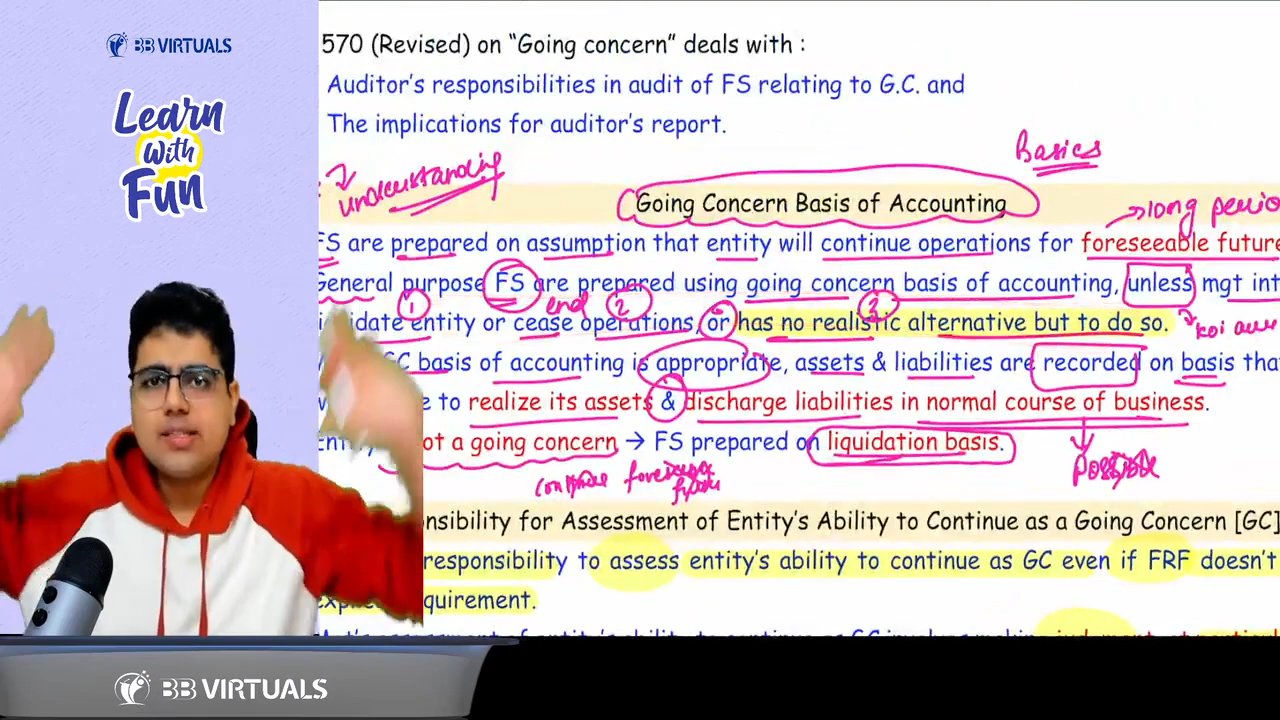 BB VIRTUALS
Learn
With
Fun
570 (Revised) on “Going concern” deals with :
Auditor’s responsibilities in audit of FS relating to G.C. and
The implications for auditor’s report.
Basics
understanding
Going Concern Basis of Accounting
long perio
FS are prepared on assumption that entity will continue operations for foreseeable future
General purpose FS are prepared using going concern basis of accounting, unless mgt int
1 end 2 3
idate entity or cease operations, or has no realistic alternative but to do so.
koi
GC basis of accounting is appropriate, assets & liabilities are recorded on basis that
e to realize its assets & discharge liabilities in normal course of business.
ot a going concern → FS prepared on liquidation basis.
Possible
continue foreseeable future
onsibility for Assessment of Entity’s Ability to Continue as a Going Concern [GC]
responsibility to assess entity’s ability to continue as GC even if FRF doesn’t
quirement.
BB VIRTUALS